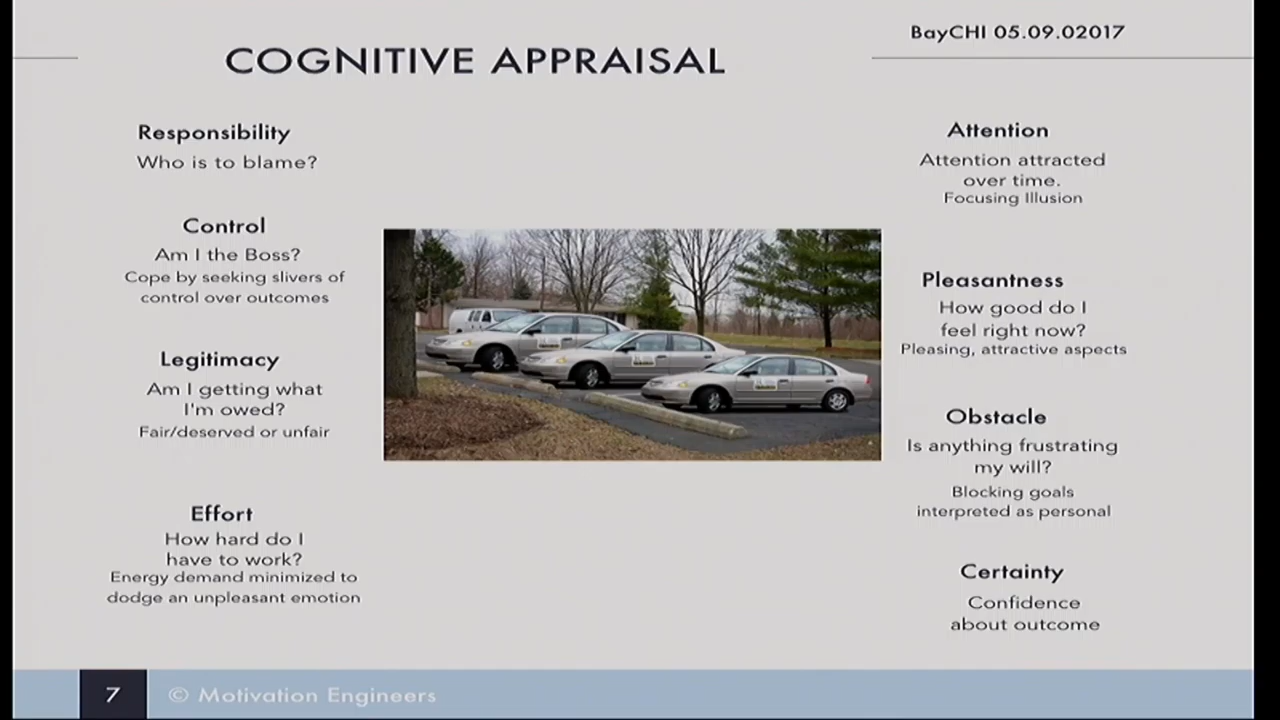 BayCHI 05.09.02017
COGNITIVE APPRAISAL
Responsibility
Who is to blame?
Control
Am I the Boss?
Cope by seeking slivers of
control over outcomes
Legitimacy
Am I getting what
I'm owed?
Fair/deserved or unfair
Effort
How hard do I
have to work?
Energy demand minimized to
dodge an unpleasant emotion
Attention
Attention attracted
over time.
Focusing Illusion
Pleasantness
How good do I
feel right now?
Pleasing, attractive aspects
Obstacle
Is anything frustrating
my will?
Blocking goals
interpreted as personal
Certainty
Confidence
about outcome
7
© Motivation Engineers